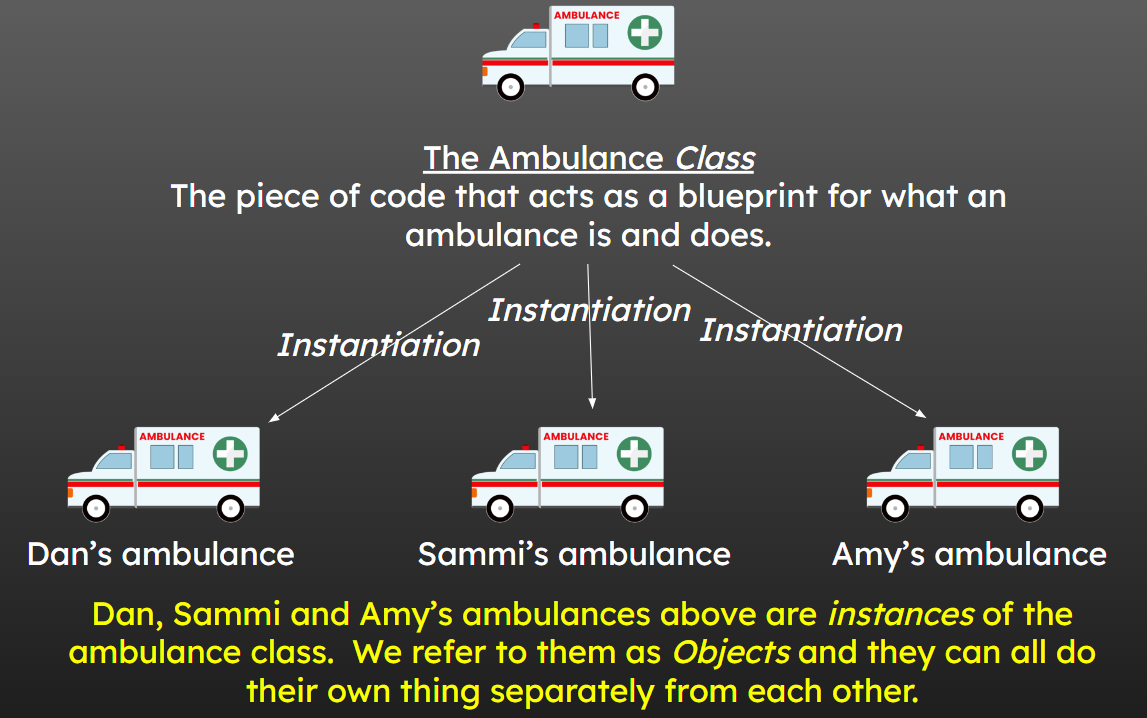 AMBULANCE
The Ambulance Class
The piece of code that acts as a blueprint for what an
ambulance is and does.
Instantiation
Instantiation
Instantiation
AMBULANCE
AMBULANCE
AMBULANCE
Dan’s ambulance
Sammi’s ambulance
Amy’s ambulance
Dan, Sammi and Amy’s ambulances above are instances of the
ambulance class.  We refer to them as Objects and they can all do
their own thing separately from each other.